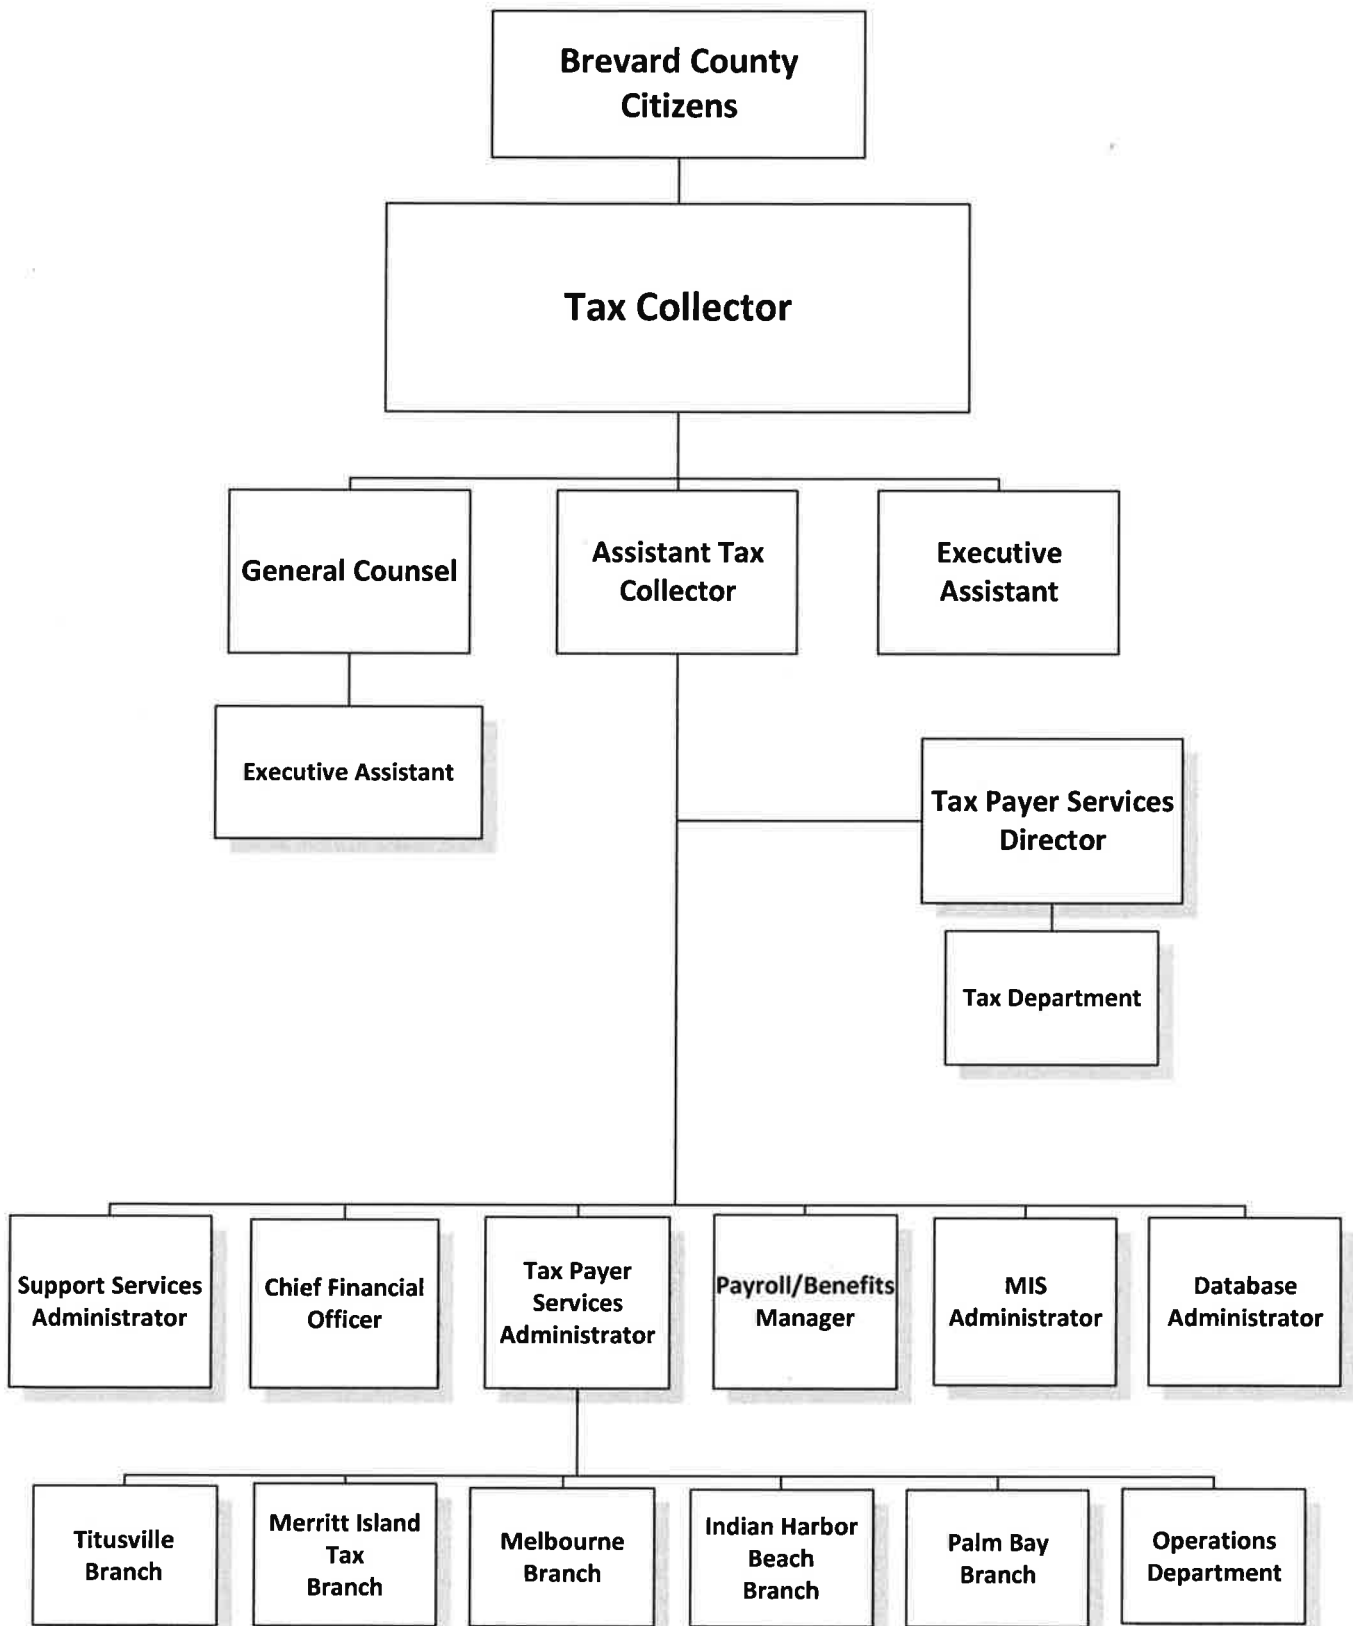 Brevard County
Citizens
Tax Collector
General Counsel
Assistant Tax
Collector
Executive
Assistant
Executive Assistant
Tax Payer Services
Director
Tax Department
Support Services
Administrator
Chief Financial
Officer
Tax Payer
Services
Administrator
Payroll/Benefits
Manager
MIS
Administrator
Database
Administrator
Titusville
Branch
Merritt Island
Tax
Branch
Melbourne
Branch
Indian Harbor
Beach
Branch
Palm Bay
Branch
Operations
Department